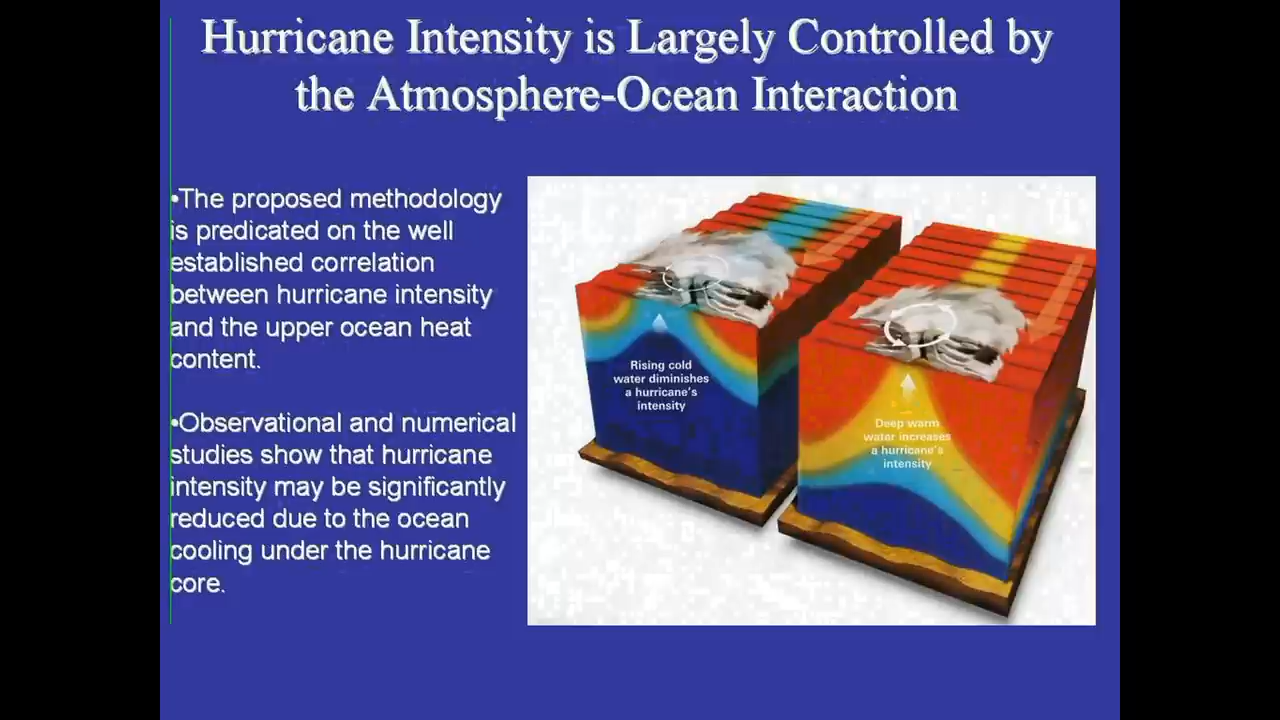 Hurricane Intensity is Largely Controlled by
the Atmosphere-Ocean Interaction
•The proposed methodology
is predicated on the well
established correlation
between hurricane intensity
and the upper ocean heat
content.
•Observational and numerical
studies show that hurricane
intensity may be significantly
reduced due to the ocean
cooling under the hurricane
core.
Rising cold
water diminishes
a hurricane's
intensity
Deep warm
water increases
a hurricane's
intensity